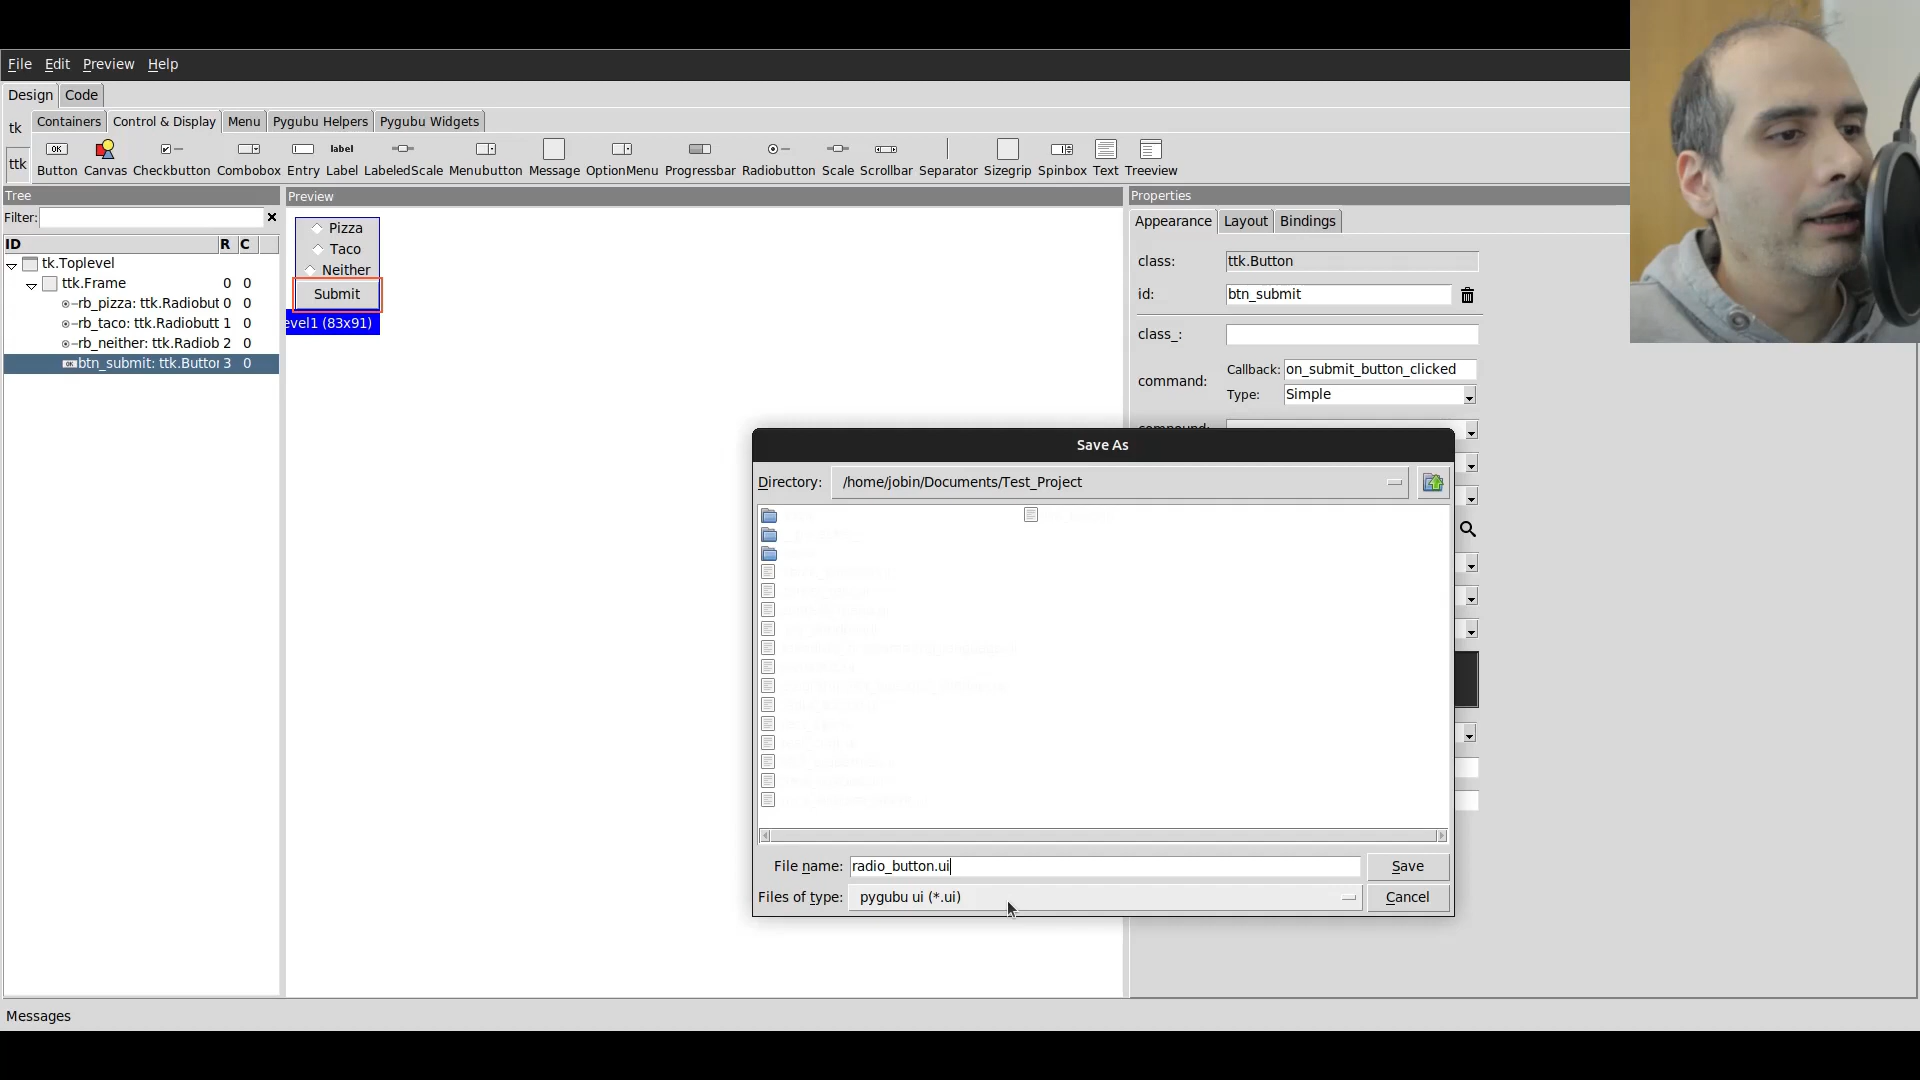 File Edit Preview Help
Design Code
tk
Containers Control & Display Menu Pygubu Helpers Pygubu Widgets
OK label
ttk
Button Canvas Checkbutton Combobox Entry Label LabeledScale Menubutton Message OptionMenu Progressbar Radiobutton Scale Scrollbar Separator Sizegrip Spinbox Text Treeview
Tree
Filter:
ID R C
tk.Toplevel
ttk.Frame 0 0
rb_pizza: ttk.Radiobut 0 0
rb_taco: ttk.Radiobutt 1 0
rb_neither: ttk.Radiob 2 0
btn_submit: ttk.Buttor 3 0
Preview
Pizza
Taco
Neither
Submit
evel1 (83x91)
Properties
Appearance Layout Bindings
class: ttk.Button
id: btn_submit
class_:
command: Callback: on_submit_button_clicked
Type: Simple
Save As
Directory: /home/jobin/Documents/Test_Project
File name: radio_button.ui Save
Files of type: pygubu ui (*.ui) Cancel
Messages